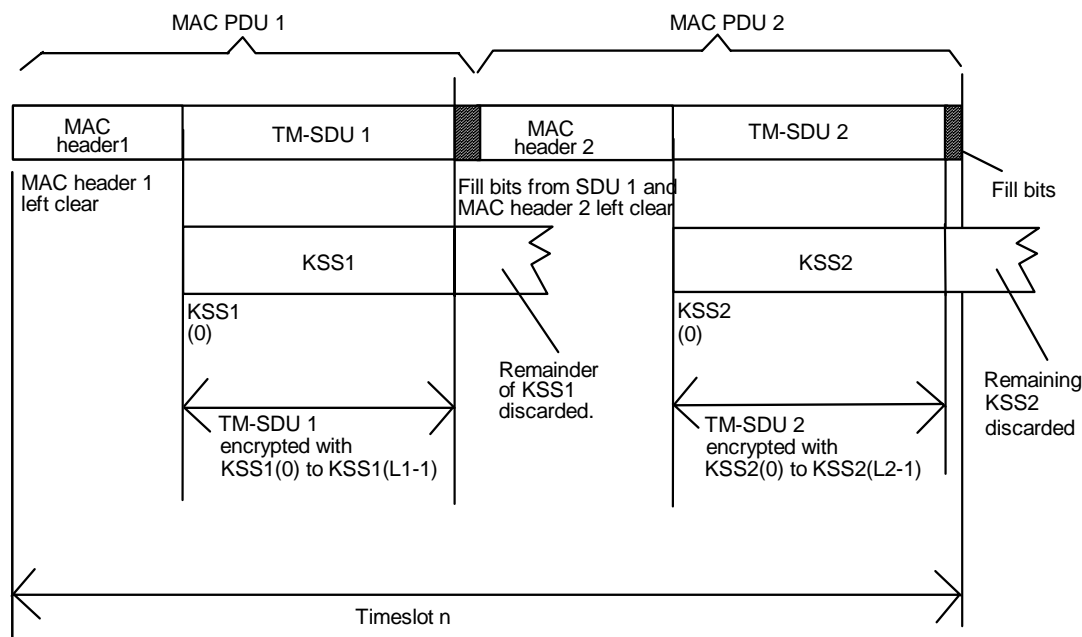 MAC PDU 1
MAC PDU 2
MAC
header1
TM-SDU 1
MAC
header 2
TM-SDU 2
MAC header 1
left clear
Fill bits from SDU 1 and
MAC header 2 left clear
Fill bits
KSS1
KSS2
KSS1
(0)
KSS2
(0)
Remainder
of KSS1
discarded.
Remaining
KSS2
discarded
TM-SDU 1
encrypted with
KSS1(0) to KSS1(L1-1)
TM-SDU 2
encrypted with
KSS2(0) to KSS2(L2-1)
Timeslot n